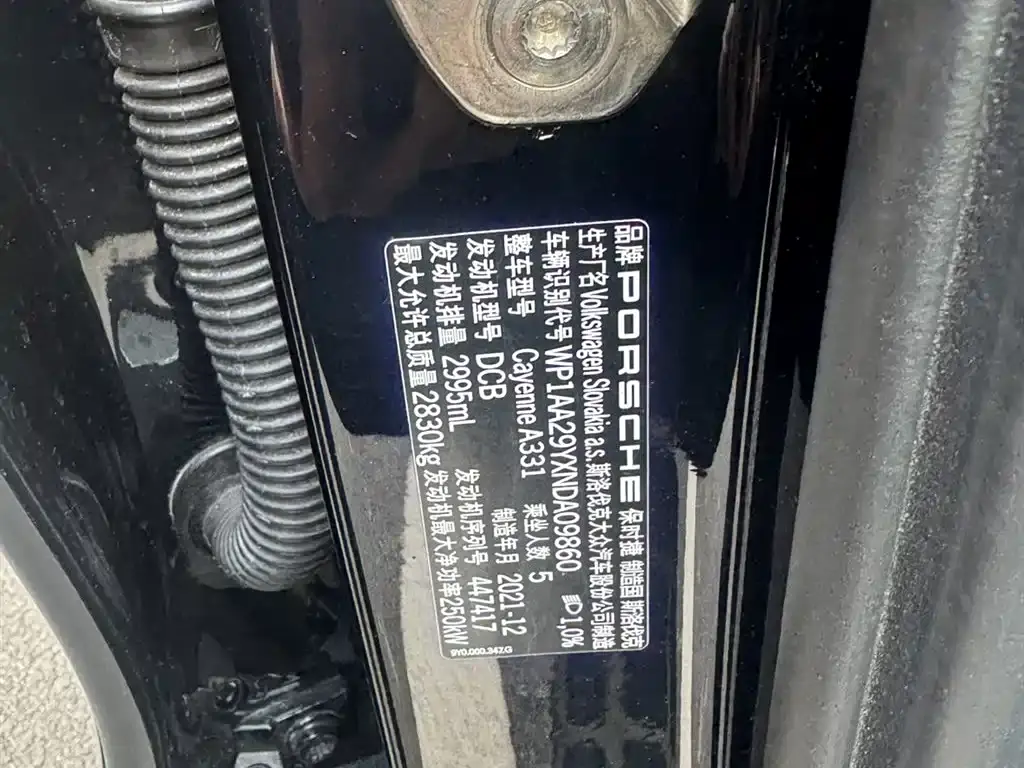 品牌 PORSCHE 保时捷 制造国 斯洛伐克
生产厂名 Volkswagen Slovakia a.s. 斯洛伐克大众汽车股份公司制造
车辆识别代号 WP1AA29YXNDA09860 1,0%
整车型号 Cayenne A331 乘坐人数 5
发动机型号 DCB 制造年月 2021-12
发动机排量 2995mL 发动机序列号 447417
最大允许总质量 2830kg 发动机最大净功率250kW
9Y0.000.34Z.G